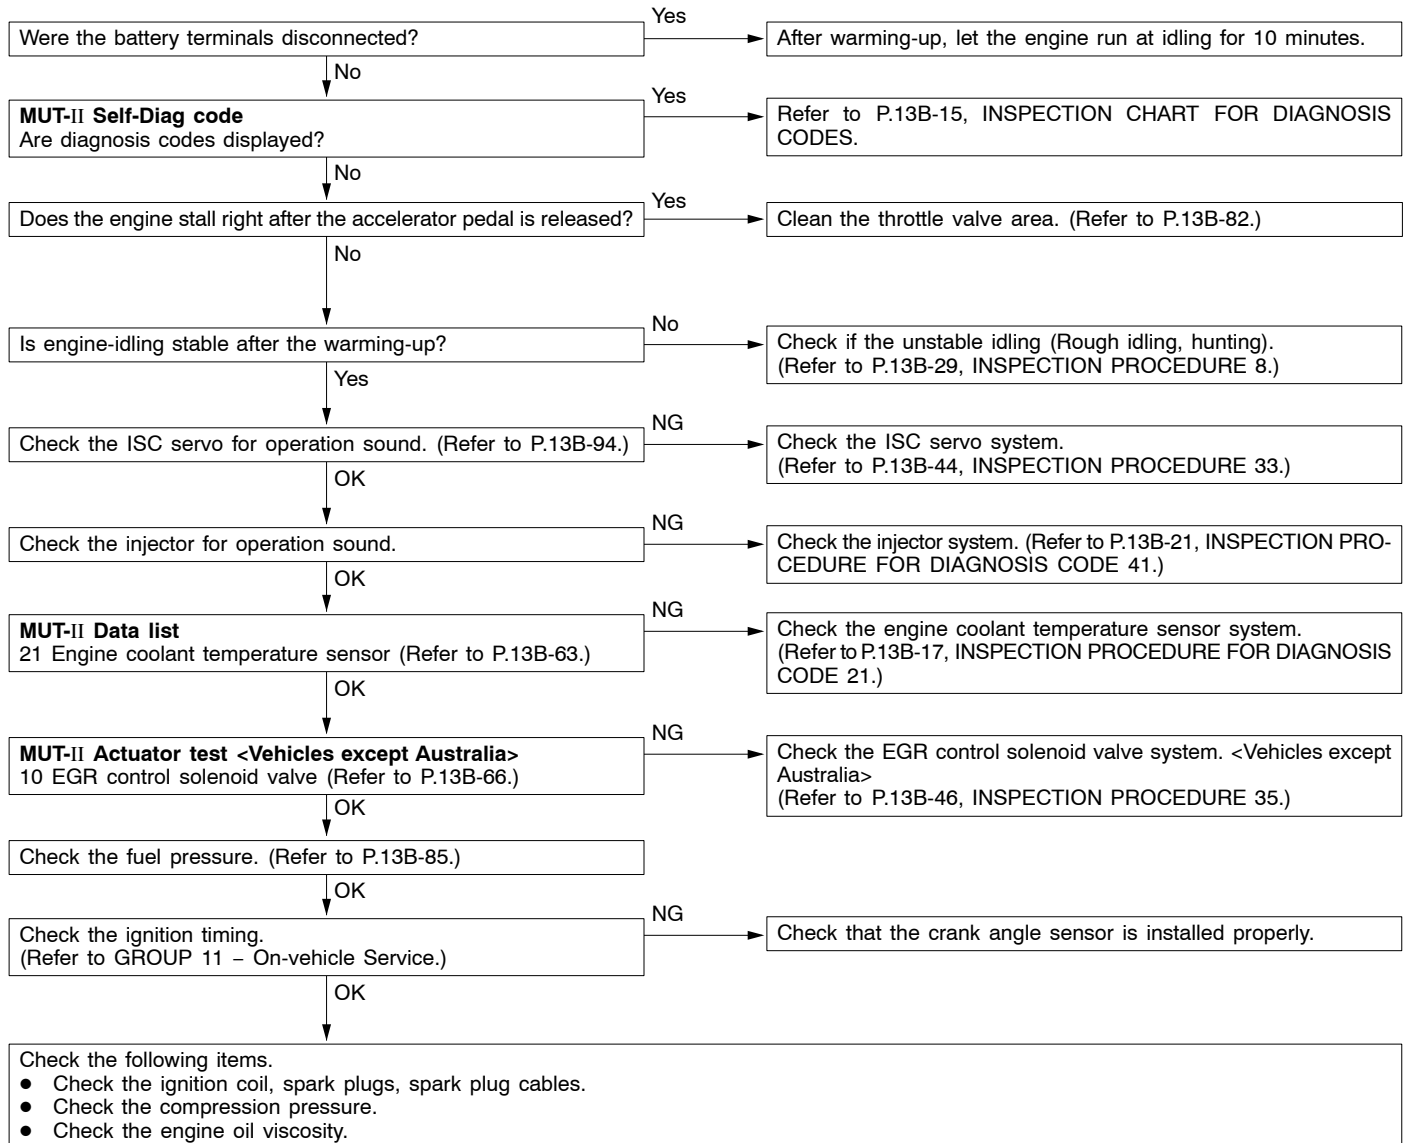 Were the battery terminals disconnected?
Yes
After warming-up, let the engine run at idling for 10 minutes.
No
MUT-II Self-Diag code
Are diagnosis codes displayed?
Yes
Refer to P.13B-15, INSPECTION CHART FOR DIAGNOSIS
CODES.
No
Does the engine stall right after the accelerator pedal is released?
Yes
Clean the throttle valve area. (Refer to P.13B-82.)
No
Is engine-idling stable after the warming-up?
No
Check if the unstable idling (Rough idling, hunting).
(Refer to P.13B-29, INSPECTION PROCEDURE 8.)
Yes
Check the ISC servo for operation sound. (Refer to P.13B-94.)
NG
Check the ISC servo system.
(Refer to P.13B-44, INSPECTION PROCEDURE 33.)
OK
Check the injector for operation sound.
NG
Check the injector system. (Refer to P.13B-21, INSPECTION PRO-
CEDURE FOR DIAGNOSIS CODE 41.)
OK
MUT-II Data list
21 Engine coolant temperature sensor (Refer to P.13B-63.)
NG
Check the engine coolant temperature sensor system.
(Refer to P.13B-17, INSPECTION PROCEDURE FOR DIAGNOSIS
CODE 21.)
OK
MUT-II Actuator test <Vehicles except Australia>
10 EGR control solenoid valve (Refer to P.13B-66.)
NG
Check the EGR control solenoid valve system. <Vehicles except
Australia>
(Refer to P.13B-46, INSPECTION PROCEDURE 35.)
OK
Check the fuel pressure. (Refer to P.13B-85.)
OK
Check the ignition timing.
(Refer to GROUP 11 – On-vehicle Service.)
NG
Check that the crank angle sensor is installed properly.
OK
Check the following items.
● Check the ignition coil, spark plugs, spark plug cables.
● Check the compression pressure.
● Check the engine oil viscosity.